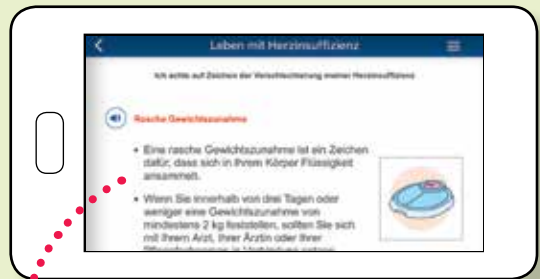 Leben mit Herzinsuffizienz
Ich achte auf Zeichen der Verschlechterung meiner Herzinsuffizienz
Rasche Gewichtszunahme
• Eine rasche Gewichtszunahme ist ein Zeichen
dafür, dass sich in Ihrem Körper Flüssigkeit
ansammelt.
• Wenn Sie innerhalb von drei Tagen oder
weniger eine Gewichtszunahme von
mindestens 2 kg feststellen, sollten Sie sich
mit Ihrem Arzt, Ihrer Ärztin oder Ihrer